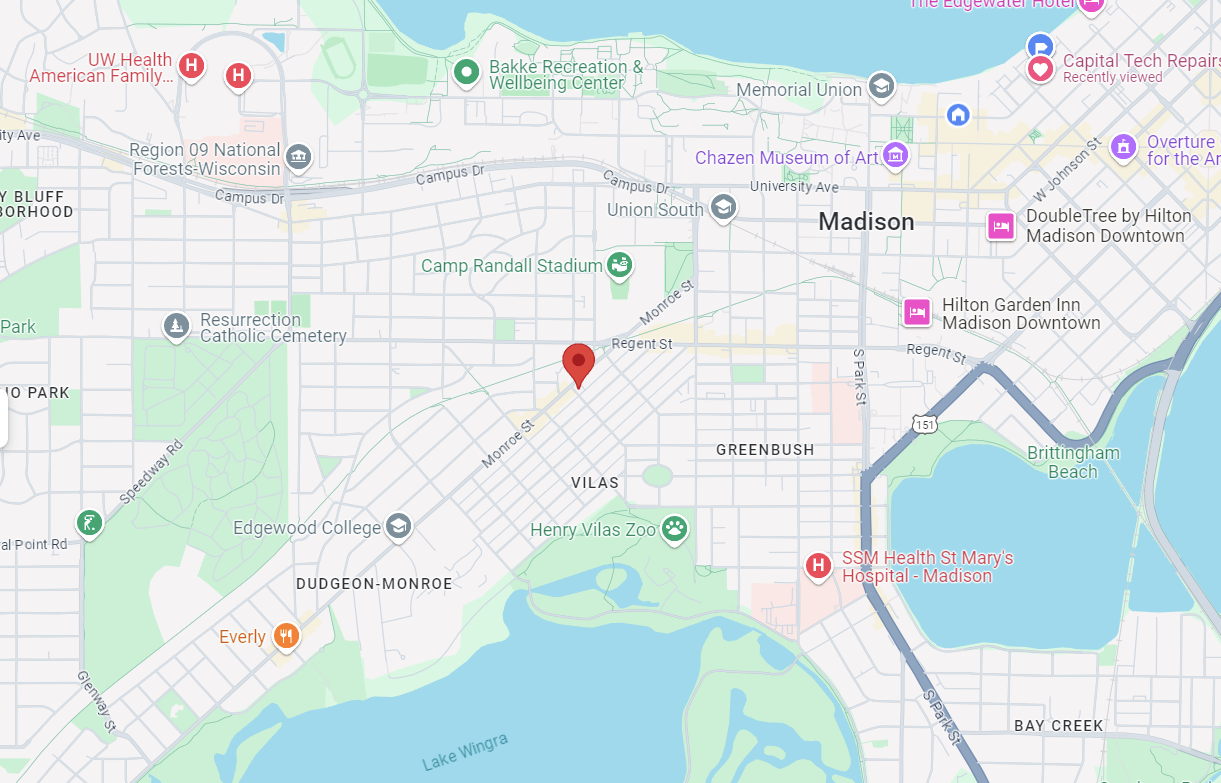 The Edgewater Hotel
UW Health
American Family...
Bakke Recreation &
Wellbeing Center
Capital Tech Repairs
Recently viewed
Memorial Union
ity Ave
Region 09 National
Forests-Wisconsin
Chazen Museum of Art
Overture
for the Ar
W Johnson St
Campus Dr
Campus Dr
University Ave
Campus Dr
Y BLUFF
BORHOOD
Union South
Madison
DoubleTree by Hilton
Madison Downtown
Camp Randall Stadium
Monroe St
Hilton Garden Inn
Madison Downtown
Park
Resurrection
Catholic Cemetery
Regent St
Regent St
S Park St
IO PARK
151
Monroe St
GREENBUSH
Brittingham
Beach
Speedway Rd
VILAS
Edgewood College
Henry Vilas Zoo
al Point Rd
SSM Health St Mary's
Hospital - Madison
DUDGEON-MONROE
Everly
Glenway St
S Park St
BAY CREEK
Lake Wingra